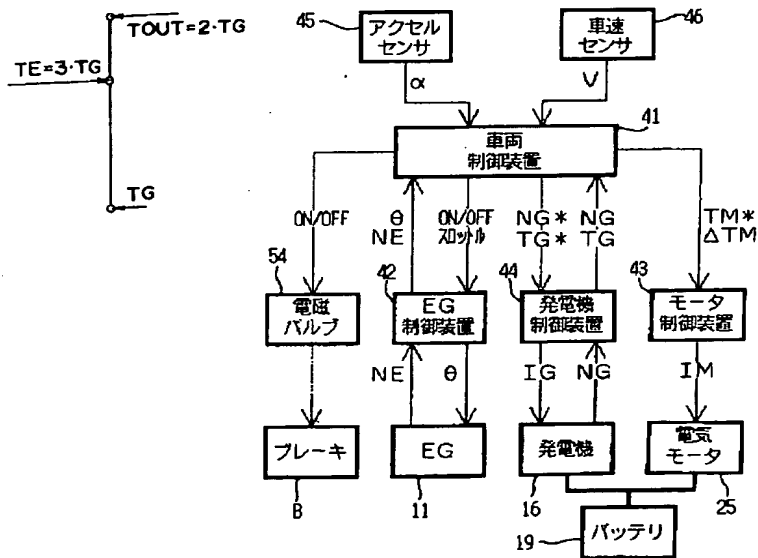 TOUT=2・TG
TE=3・TG
TG
45
アクセル
センサ
46
車速
センサ
α
V
41
車両
制御装置
ON/OFF
θ
NE
ON/OFF
スロットル
NG*
TG*
NG
TG
TM*
ΔTM
54
電磁
バルブ
42
EG
制御装置
44
発電機
制御装置
43
モータ
制御装置
NE
θ
IG
NG
IM
ブレーキ
B
EG
11
発電機
16
電気
モータ
25
19
バッテリ